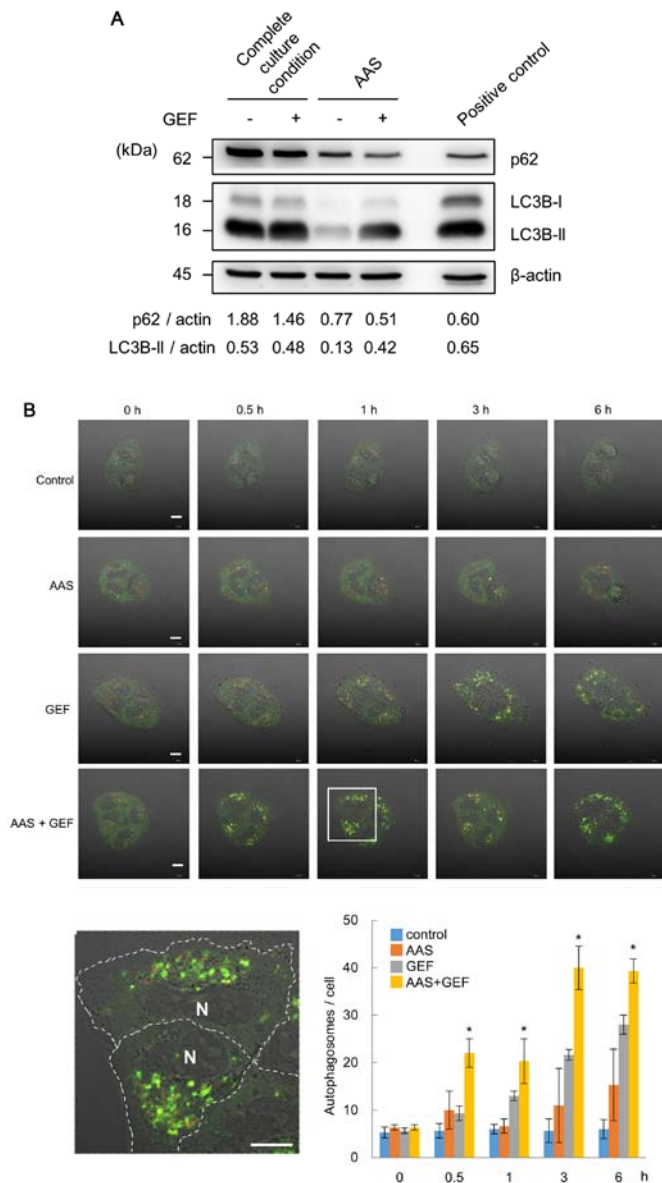 A
Complete
culture
condition
AAS
Positive control
GEF - + - +
(kDa)
62 p62
18 LC3B-I
16 LC3B-II
45 β-actin
p62 / actin 1.88 1.46 0.77 0.51 0.60
LC3B-II / actin 0.53 0.48 0.13 0.42 0.65
B
0 h 0.5 h 1 h 3 h 6 h
Control
AAS
GEF
AAS + GEF
N
N
Autophagosomes / cell
50
40
30
20
10
0
control
AAS
GEF
AAS+GEF
* * * *
0 0.5 1 3 6 h